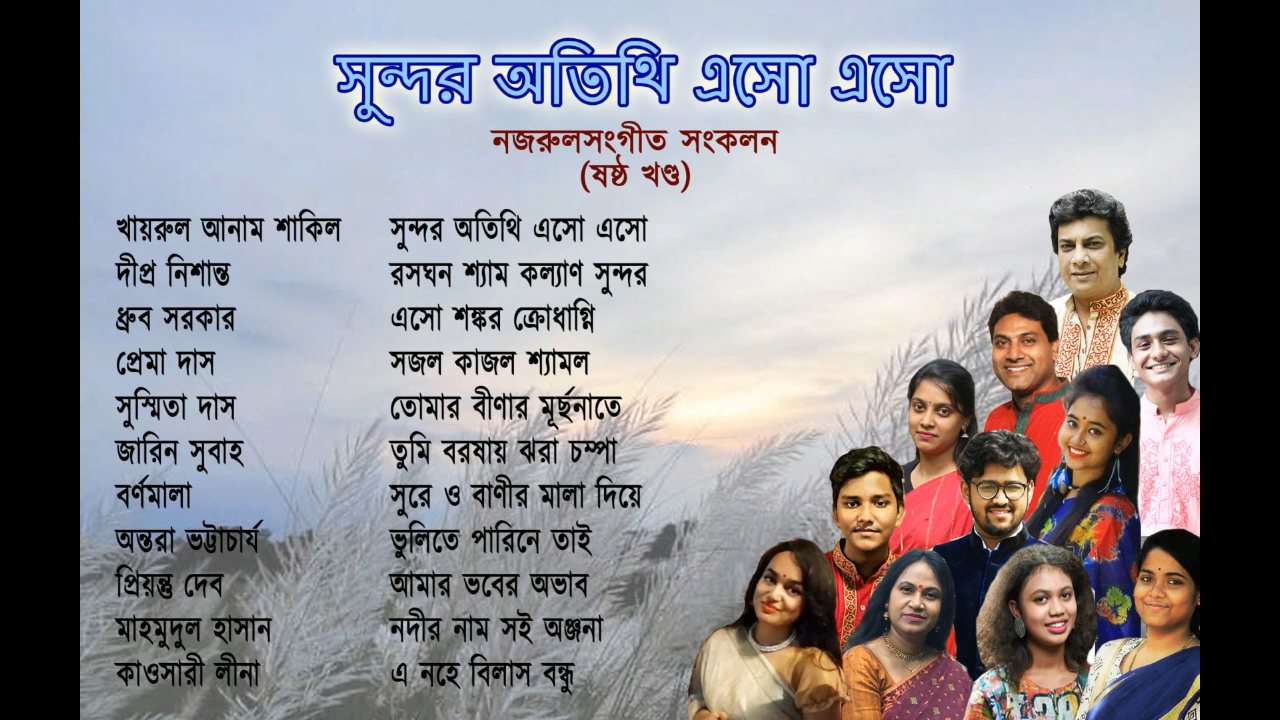 সুন্দর অতিথি এসো এসো
নজরুলসংগীত সংকলন
(ষষ্ঠ খণ্ড)
খায়রুল আনাম শাকিল সুন্দর অতিথি এসো এসো
দীপ্র নিশান্ত রসঘন শ্যাম কল্যাণ সুন্দর
ধ্রুব সরকার এসো শঙ্কর ক্রোধাগ্নি
প্রেমা দাস সজল কাজল শ্যামল
সুস্মিতা দাস তোমার বীণার মূর্ছনাতে
জারিন সুবাহ তুমি বরষায় ঝরা চম্পা
বর্ণমালা সুরে ও বাণীর মালা দিয়ে
অন্তরা ভট্টাচার্য ভুলিতে পারিনে তাই
প্রিয়ন্তু দেব আমার ভবের অভাব
মাহমুদুল হাসান নদীর নাম সই অঞ্জনা
কাওসারী লীনা এ নহে বিলাস বন্ধু